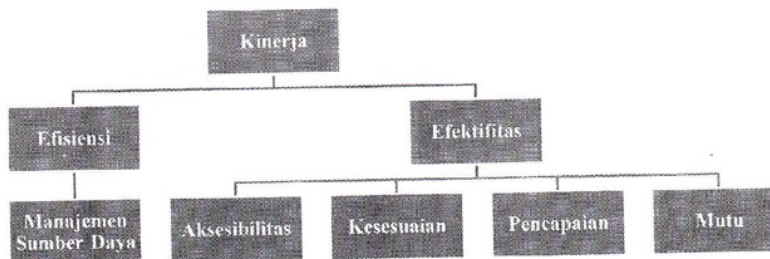 Kinerja
Efisiensi
Efektifitas
Manajemen
Sumber Daya
Aksesibilitas
Kesesuaian
Pencapaian
Mutu